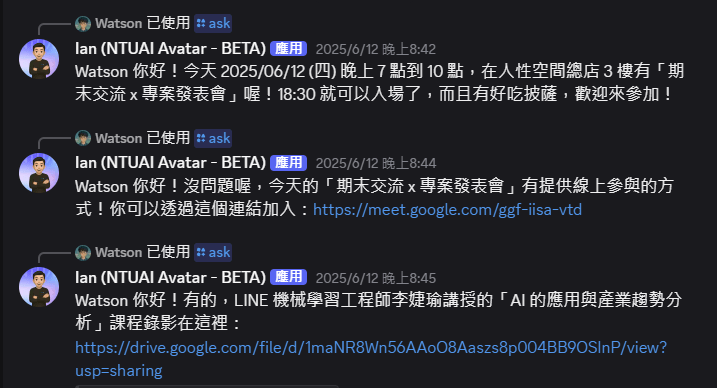 Watson 已使用 ask
Ian (NTUAI Avatar - BETA) 應用 2025/6/12 晚上8:42
Watson 你好！今天 2025/06/12 (四) 晚上 7 點到 10 點，在人性空間總店 3 樓有「期
末交流 x 專案發表會」喔！18:30 就可以入場了，而且有好吃披薩，歡迎來參加！
Watson 已使用 ask
Ian (NTUAI Avatar - BETA) 應用 2025/6/12 晚上8:44
Watson 你好！沒問題喔，今天的「期末交流 x 專案發表會」有提供線上參與的方
式！你可以透過這個連結加入：https://meet.google.com/ggf-iisa-vtd
Watson 已使用 ask
Ian (NTUAI Avatar - BETA) 應用 2025/6/12 晚上8:45
Watson 你好！有的，LINE 機械學習工程師李婕瑜講授的「AI 的應用與產業趨勢分
析」課程錄影在這裡：
https://drive.google.com/file/d/1maNR8Wn56AAoO8Aaszs8p004BB9OSlnP/view?
usp=sharing